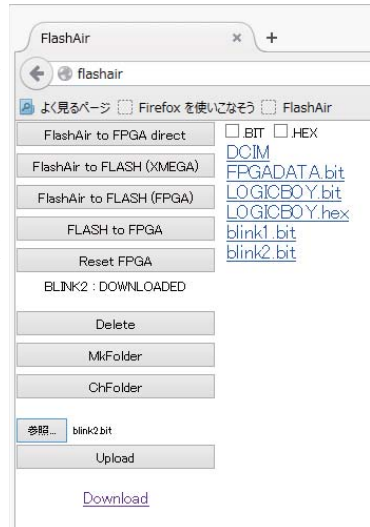 FlashAir
flashair
よく見るページ Firefox を使いこなそう FlashAir
FlashAir to FPGA direct
FlashAir to FLASH (XMEGA)
FlashAir to FLASH (FPGA)
FLASH to FPGA
Reset FPGA
BLINK2 : DOWNLOADED
Delete
MkFolder
ChFolder
参照... blink2.bit
Upload
Download
.BIT .HEX
DCIM
FPGADATA.bit
LOGICBOY.bit
LOGICBOY.hex
blink1.bit
blink2.bit